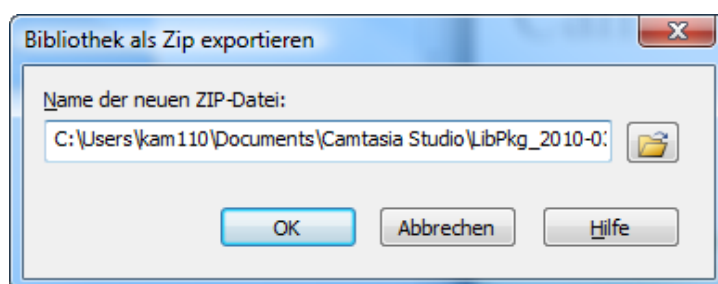 Bibliothek als Zip exportieren
Name der neuen ZIP-Datei:
C:\Users\kam110\Documents\Camtasia Studio\LibPkg_2010-0
OK Abbrechen Hilfe